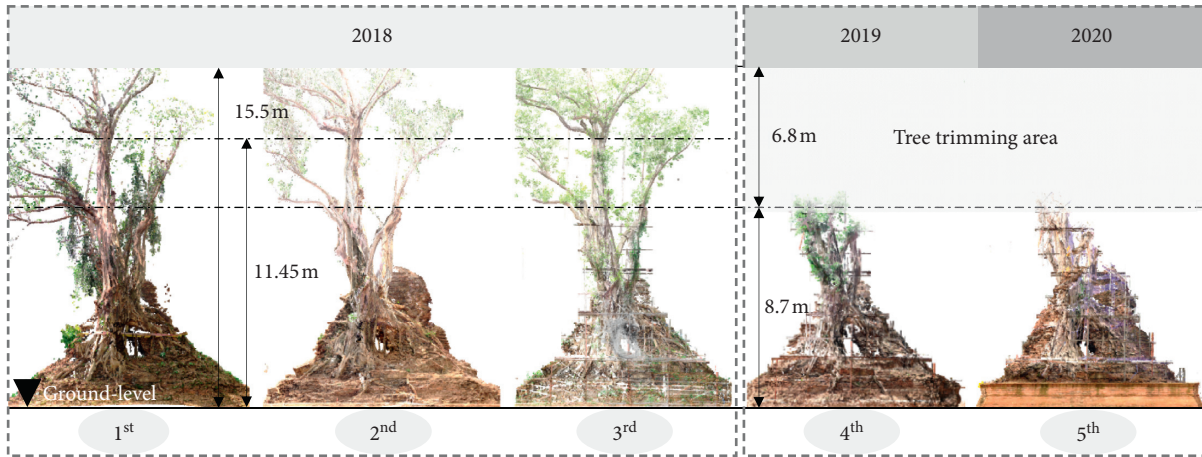 2018
2019
2020
15.5 m
6.8 m
Tree trimming area
11.45 m
8.7 m
Ground-level
1st
2nd
3rd
4th
5th